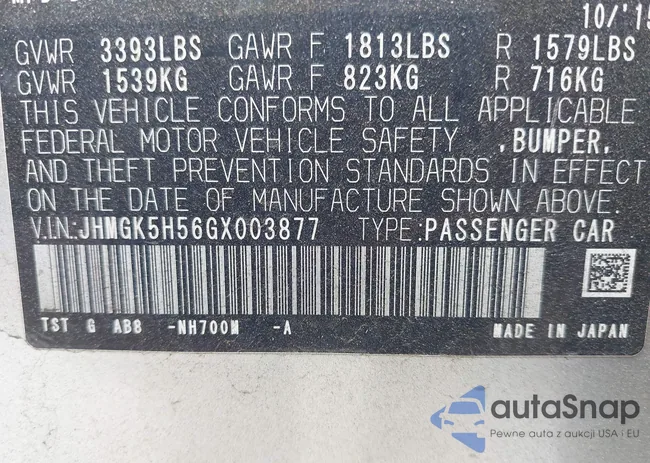 10/'15
GVWR 3393LBS GAWR F 1813LBS R 1579LBS
GVWR 1539KG GAWR F 823KG R 716KG
THIS VEHICLE CONFORMS TO ALL APPLICABLE
FEDERAL MOTOR VEHICLE SAFETY ,BUMPER,
AND THEFT PREVENTION STANDARDS IN EFFECT
ON THE DATE OF MANUFACTURE SHOWN ABOVE.
V.I.N.:JHMGK5H56GX003877 TYPE:PASSENGER CAR
TST G AB8 -NH700M -A MADE IN JAPAN
autoSnap
Pewne auta z aukcji USA i EU